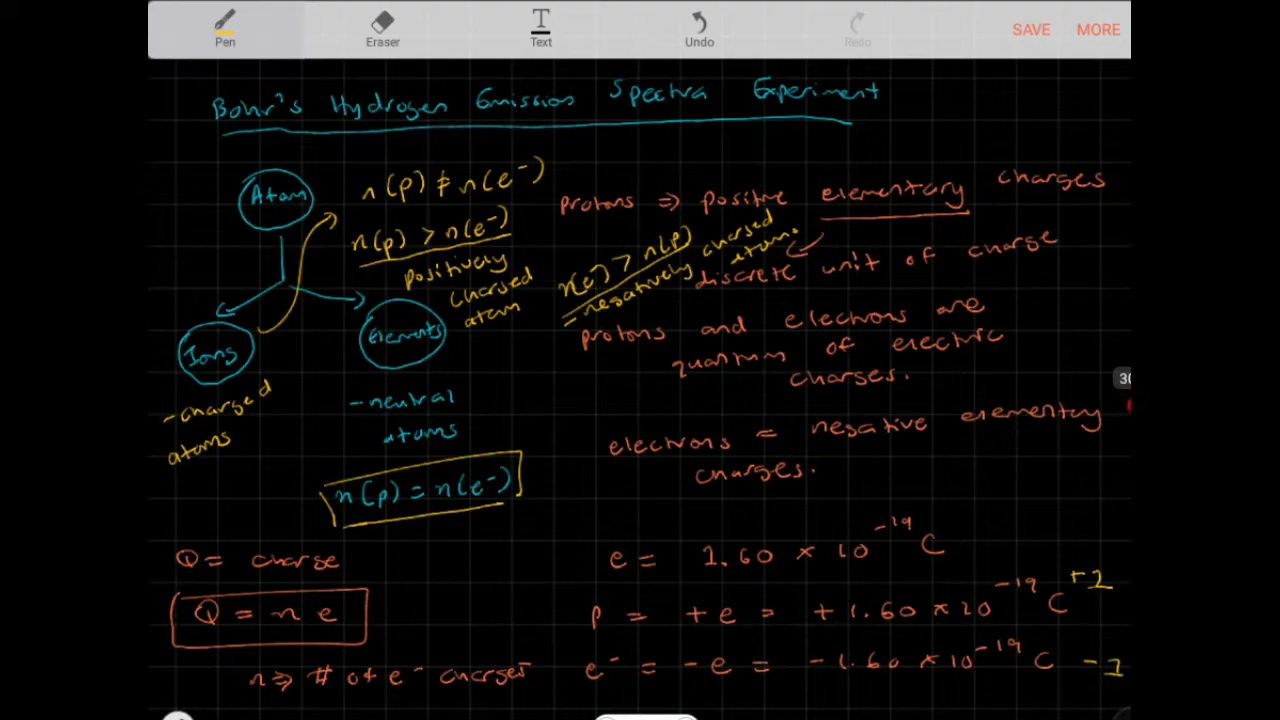 Pen
Eraser
Text
Undo
Redo
SAVE
MORE
Bohr's Hydrogen Emission Spectra Experiment
Atom
Ions
- charged
atoms
n(p) ≠ n(e⁻)
n(p) > n(e⁻)
positively
charged
atom
Elements
- neutral
atoms
n(p) = n(e⁻)
n(e⁻) > n(p)
= negatively charged
atom.
protons ⇒ positive elementary charges
discrete unit of charge
protons and electrons are
quantum of electric
charges.
electrons = negative elementary
charges.
Q = charge
Q = n e
n ⇒ # of e⁻ charges
e = 1.60 × 10⁻¹⁹ C
p = +e = +1.60 × 10⁻¹⁹ C +1
e⁻ = -e = -1.60 × 10⁻¹⁹ C -1